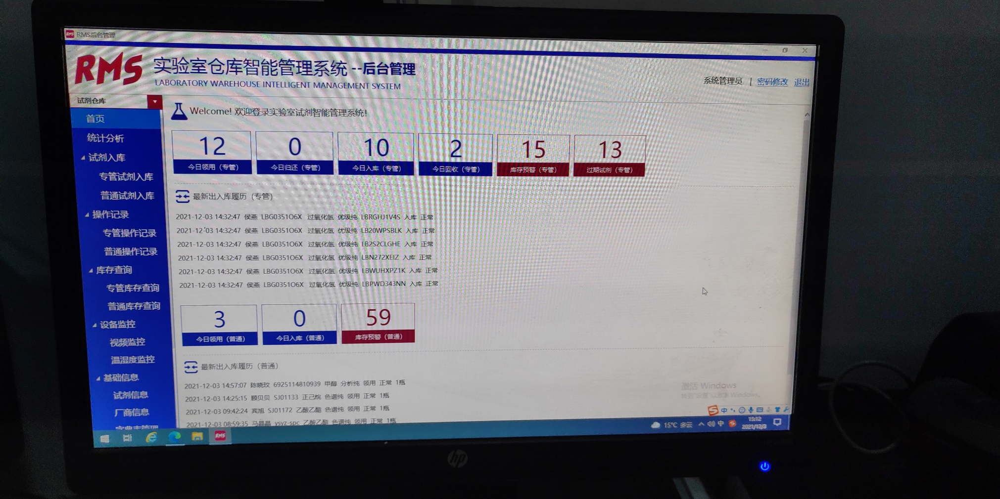 RMS后台管理
RMS 实验室仓库智能管理系统--后台管理
LABORATORY WAREHOUSE INTELLIGENT MANAGEMENT SYSTEM
系统管理员 | 密码修改 退出
试剂仓库
首页
统计分析
试剂入库
专管试剂入库
普通试剂入库
操作记录
专管操作记录
普通操作记录
库存查询
专管库存查询
普通库存查询
设备监控
视频监控
温湿度监控
基础信息
试剂信息
厂商信息
字典表管理
Welcome! 欢迎登录实验室试剂智能管理系统!
12 今日领用（专管）
0 今日归还（专管）
10 今日入库（专管）
2 今日回收（专管）
15 库存预警（专管）
13 过期试剂（专管）
最新出入库履历（专管）
2021-12-03 14:32:47 侯燕 LBG0351O6X 过氧化氢 优级纯 LBRGHJ1V4S 入库 正常
2021-12-03 14:32:47 侯燕 LBG0351O6X 过氧化氢 优级纯 LB20WPSBLK 入库 正常
2021-12-03 14:32:47 侯燕 LBG0351O6X 过氧化氢 优级纯 LB2S2CLGHE 入库 正常
2021-12-03 14:32:47 侯燕 LBG0351O6X 过氧化氢 优级纯 LBN272XEIZ 入库 正常
2021-12-03 14:32:47 侯燕 LBG0351O6X 过氧化氢 优级纯 LBWUHXPZ1K 入库 正常
2021-12-03 14:32:47 侯燕 LBG0351O6X 过氧化氢 优级纯 LBPWD343NN 入库 正常
3 今日领用（普通）
0 今日入库（普通）
59 库存预警（普通）
最新出入库履历（普通）
2021-12-03 14:57:07 陈晓玟 6925114810939 甲醇 分析纯 领用 正常 1瓶
2021-12-03 14:25:15 顾贝贝 SJ01133 正己烷 色谱纯 领用 正常 1瓶
2021-12-03 09:42:24 宾旭 SJ01172 乙酸乙酯 色谱纯 领用 正常 1瓶
2021-12-03 08:59:35 马晶晶 ysyz-spc 乙酸乙酯 色谱纯 领用 正常 1瓶
激活 Windows
转到"设置"以激活 Windows。
中
15°C 多云 中 15:12
2021/12/3
RMS
hp